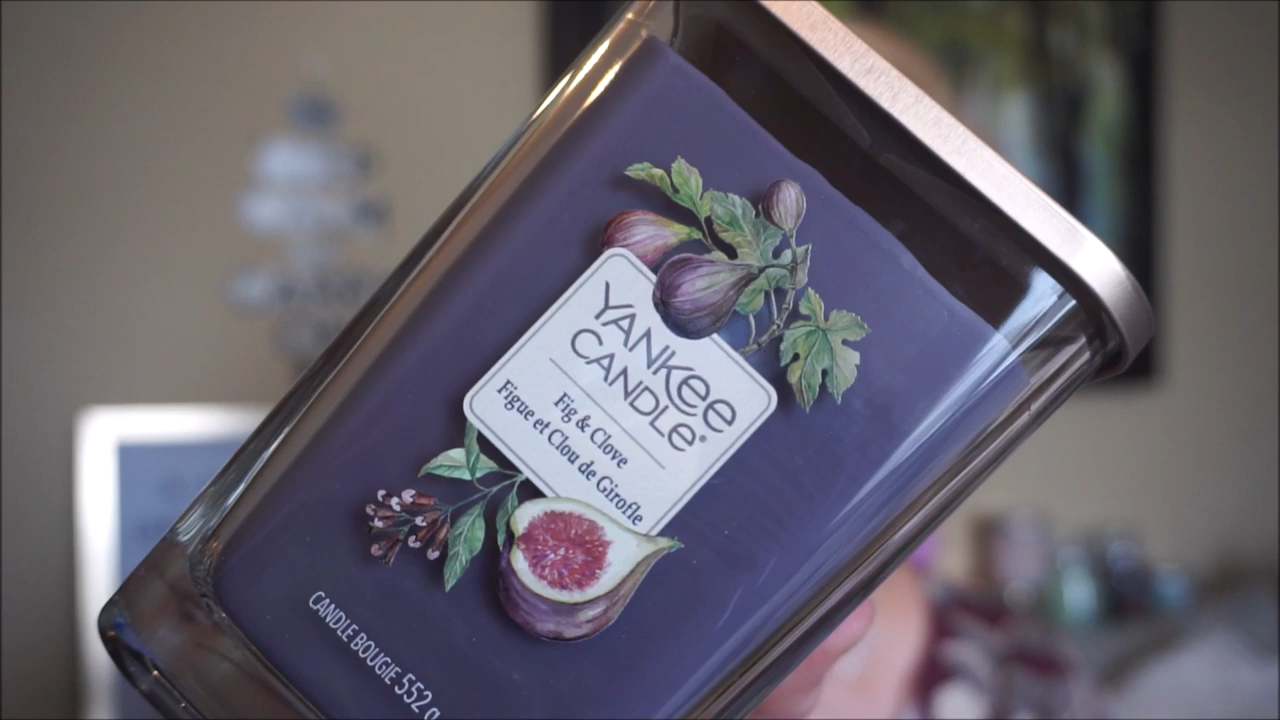 YANKEE
CANDLE®
Fig & Clove
Figue et Clou de Girofle
CANDLE BOUGIE 552 g